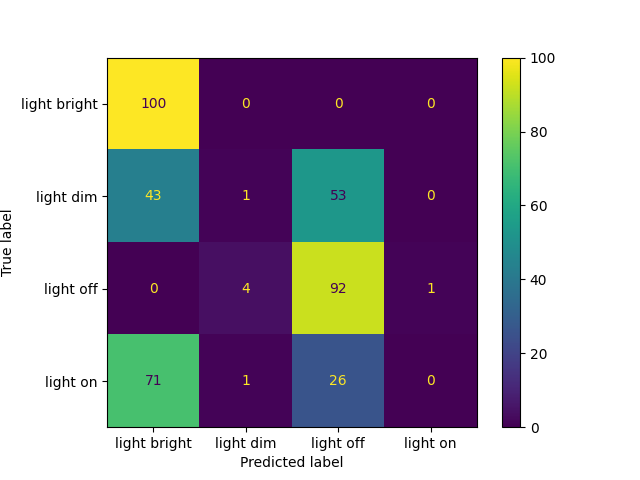 100
light bright 100 0 0 0
80
light dim 43 1 53 0
60
True label
40
light off 0 4 92 1
20
light on 71 1 26 0
0
light bright light dim light off light on
Predicted label